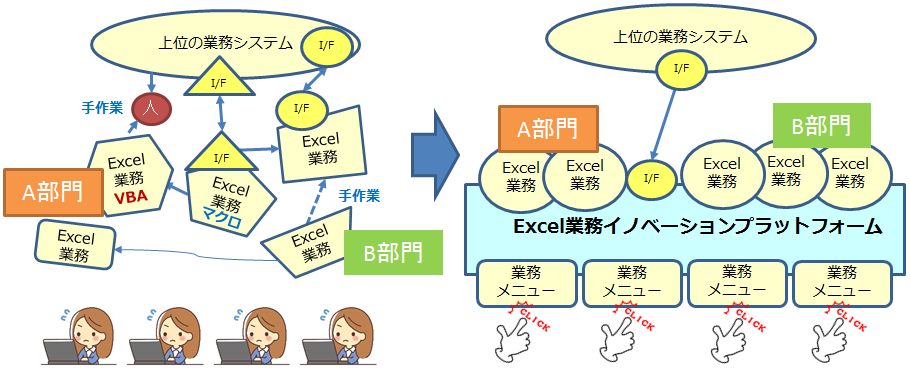 上位の業務システム
I/F
I/F
手作業
人
I/F
I/F
Excel
業務
VBA
A部門
Excel
業務
マクロ
Excel
業務
手作業
Excel
業務
Excel
業務
B部門
上位の業務システム
I/F
A部門
B部門
Excel
業務
Excel
業務
I/F
Excel
業務
Excel
業務
Excel
業務
Excel業務イノベーションプラットフォーム
業務
メニュー
業務
メニュー
業務
メニュー
業務
メニュー
CLICK
CLICK
CLICK
CLICK